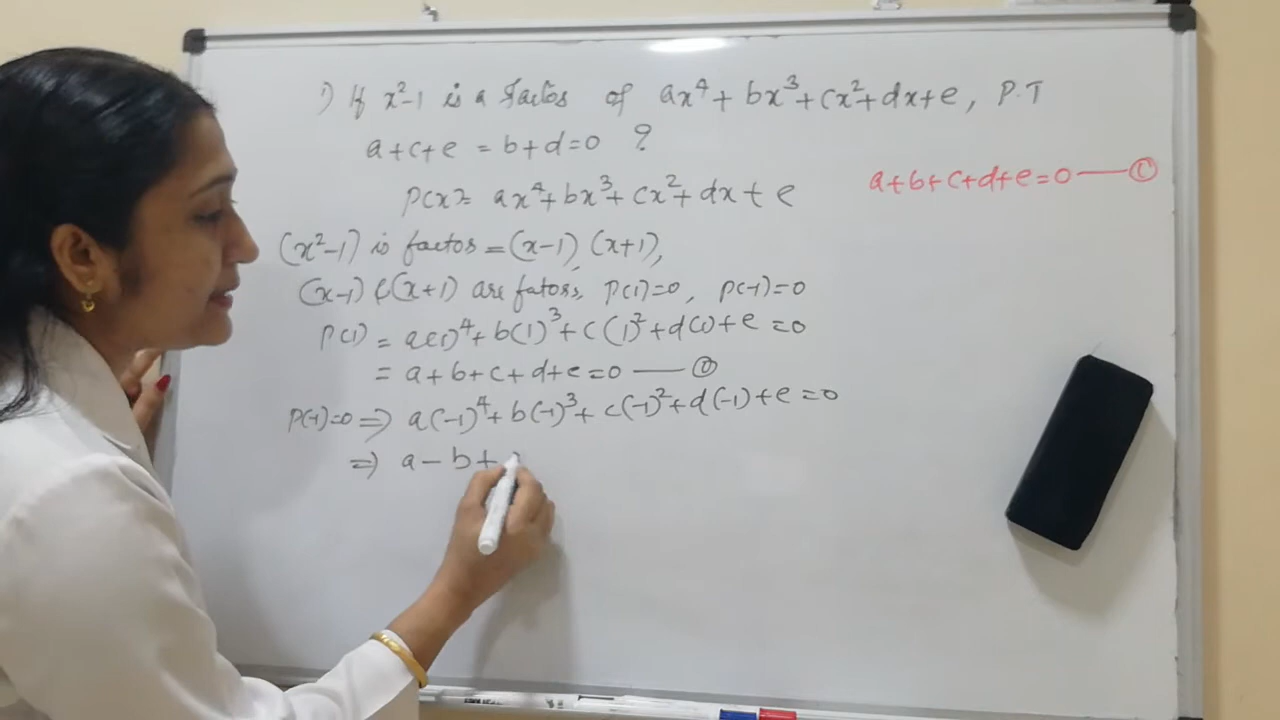 1) If x²-1 is a factor of ax⁴+bx³+cx²+dx+e, P.T
a+c+e = b+d=0 ?
a+b+c+d+e=0 —— ①
P(x)= ax⁴+bx³+cx²+dx+e
(x²-1) is factor = (x-1) (x+1),
(x-1) & (x+1) are fators, P(1)=0, P(-1)=0
P(1) = a(1)⁴+b(1)³+c(1)²+d(1)+e=0
= a+b+c+d+e=0 —— ①
P(-1)=0 ⇒ a(-1)⁴+b(-1)³+c(-1)²+d(-1)+e=0
⇒ a-b+